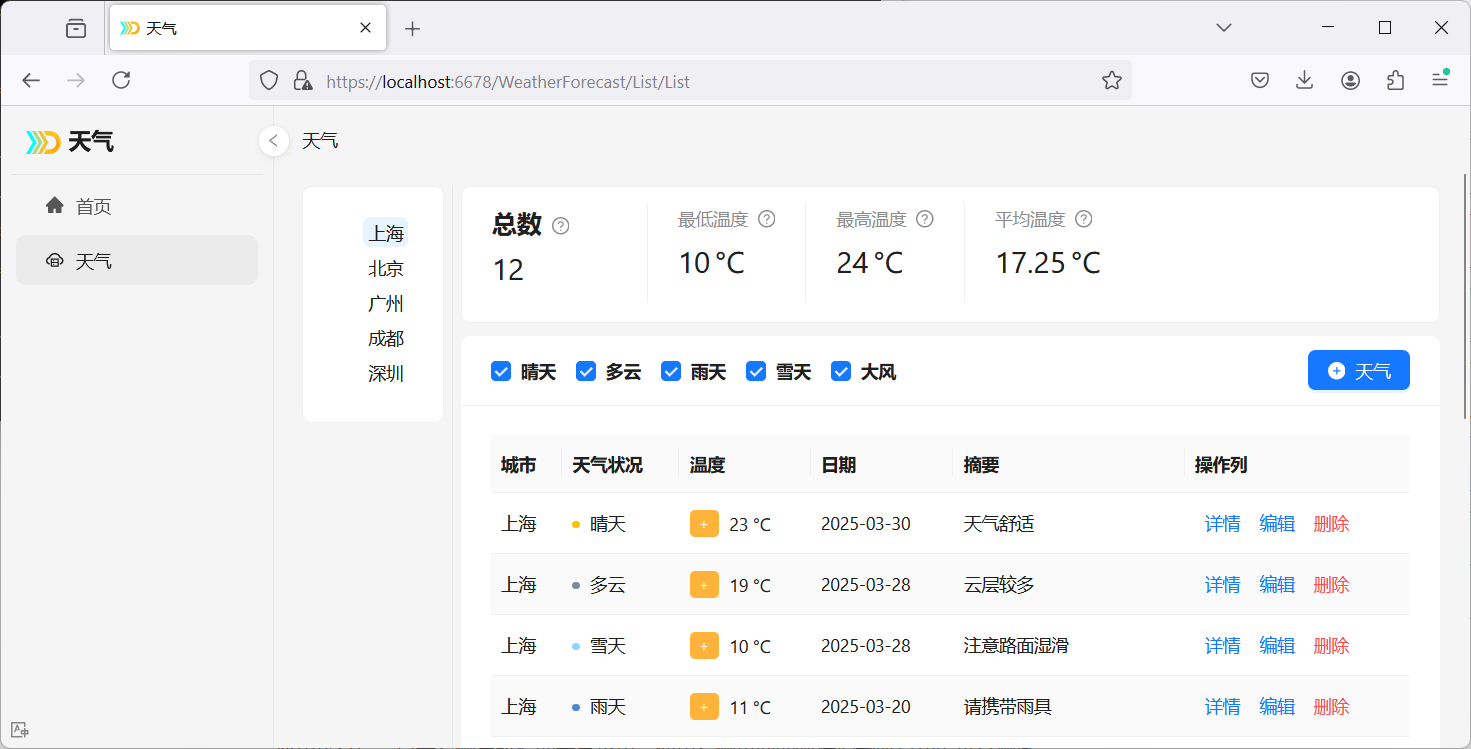 天气
https://localhost:6678/WeatherForecast/List/List
天气
天气
首页
天气
上海
北京
广州
成都
深圳
总数
12
最低温度
10 °C
最高温度
24 °C
平均温度
17.25 °C
晴天 多云 雨天 雪天 大风
天气
城市 天气状况 温度 日期 摘要 操作列
上海 晴天 + 23 °C 2025-03-30 天气舒适 详情 编辑 删除
上海 多云 + 19 °C 2025-03-28 云层较多 详情 编辑 删除
上海 雪天 + 10 °C 2025-03-28 注意路面湿滑 详情 编辑 删除
上海 雨天 + 11 °C 2025-03-20 请携带雨具 详情 编辑 删除